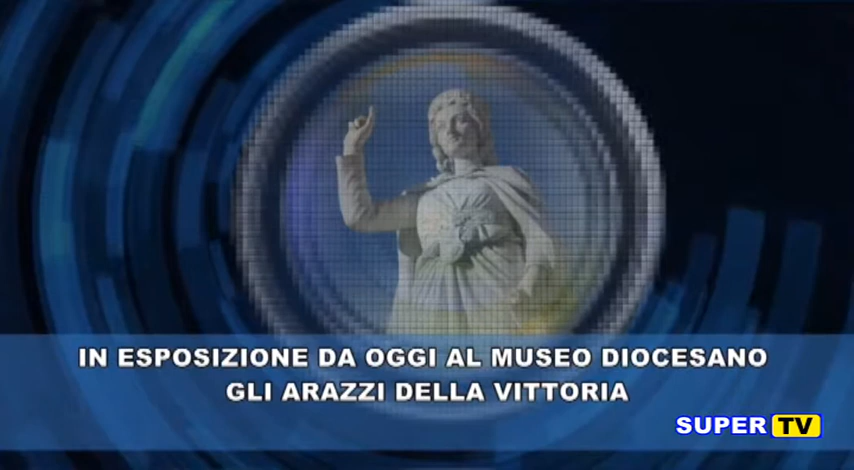 IN ESPOSIZIONE DA OGGI AL MUSEO DIOCESANO
GLI ARAZZI DELLA VITTORIA
SUPER TV